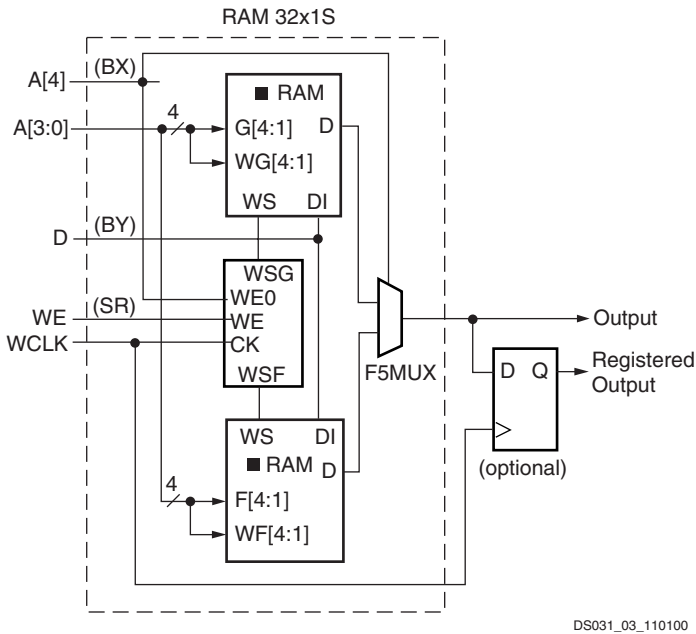 RAM 32x1S
A[4]
(BX)
A[3:0]
4
RAM
G[4:1]
D
WG[4:1]
WS
DI
D
(BY)
WSG
WE0
WE
(SR)
WE
WCLK
CK
WSF
F5MUX
Output
D
Q
Registered
Output
(optional)
WS
DI
RAM
D
4
F[4:1]
WF[4:1]
DS031_03_110100